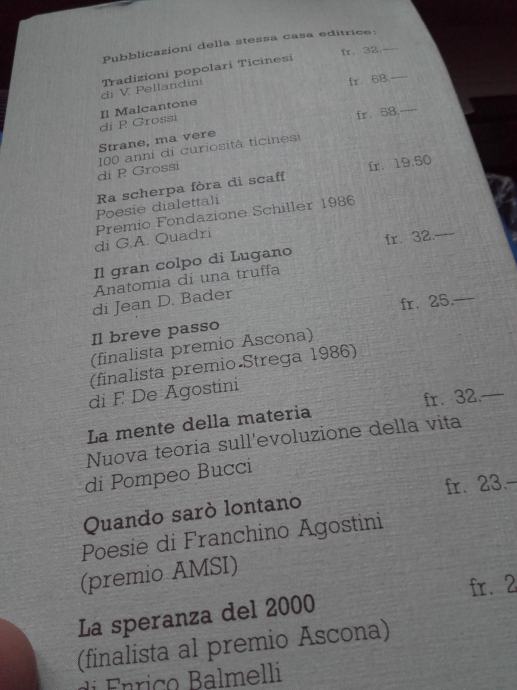 Pubblicazioni della stessa casa editrice:
Tradizioni popolari Ticinesi fr. 32.—
di V. Pellandini
Il Malcantone fr. 68.—
di P. Grossi
Strane, ma vere fr. 58.—
100 anni di curiosità ticinesi
di P. Grossi
Ra scherpa fòra di scaff fr. 19.50
Poesie dialettali
Premio Fondazione Schiller 1986
di G.A. Quadri
Il gran colpo di Lugano fr. 32.—
Anatomia di una truffa
di Jean D. Bader
Il breve passo fr. 25.—
(finalista premio Ascona)
(finalista premio Strega 1986)
di F. De Agostini
La mente della materia fr. 32.—
Nuova teoria sull'evoluzione della vita
di Pompeo Bucci
Quando sarò lontano fr. 23.—
Poesie di Franchino Agostini
(premio AMSI)
La speranza del 2000 fr. 2
(finalista al premio Ascona)
di Enrico Balmelli